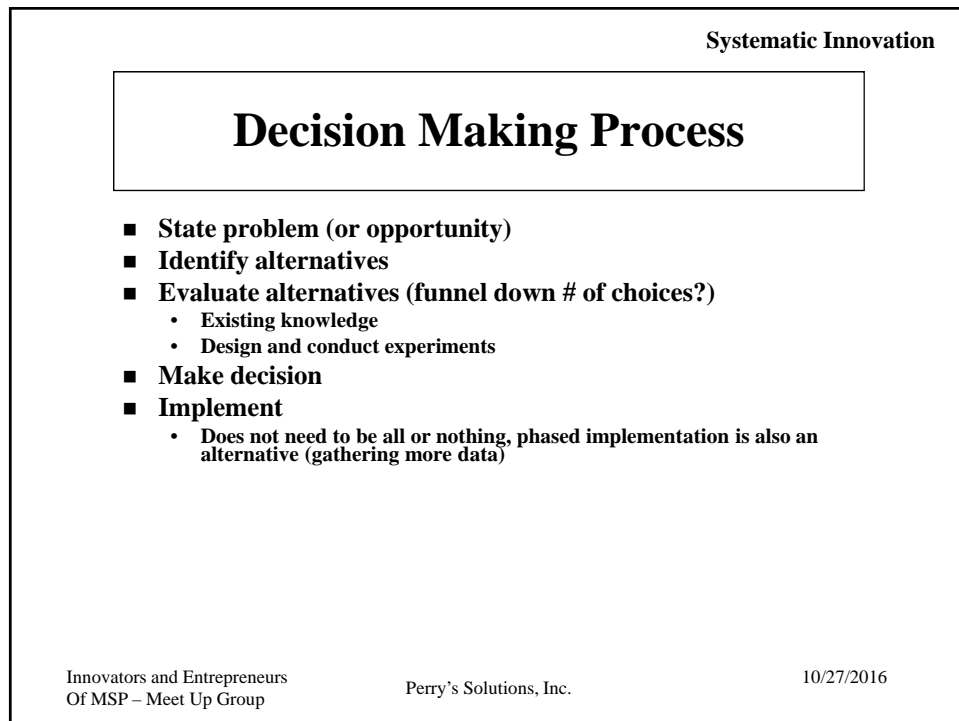 Systematic Innovation
Decision Making Process
■ State problem (or opportunity)
■ Identify alternatives
■ Evaluate alternatives (funnel down # of choices?)
• Existing knowledge
• Design and conduct experiments
■ Make decision
■ Implement
• Does not need to be all or nothing, phased implementation is also an
alternative (gathering more data)
Innovators and Entrepreneurs
Of MSP – Meet Up Group
Perry's Solutions, Inc.
10/27/2016